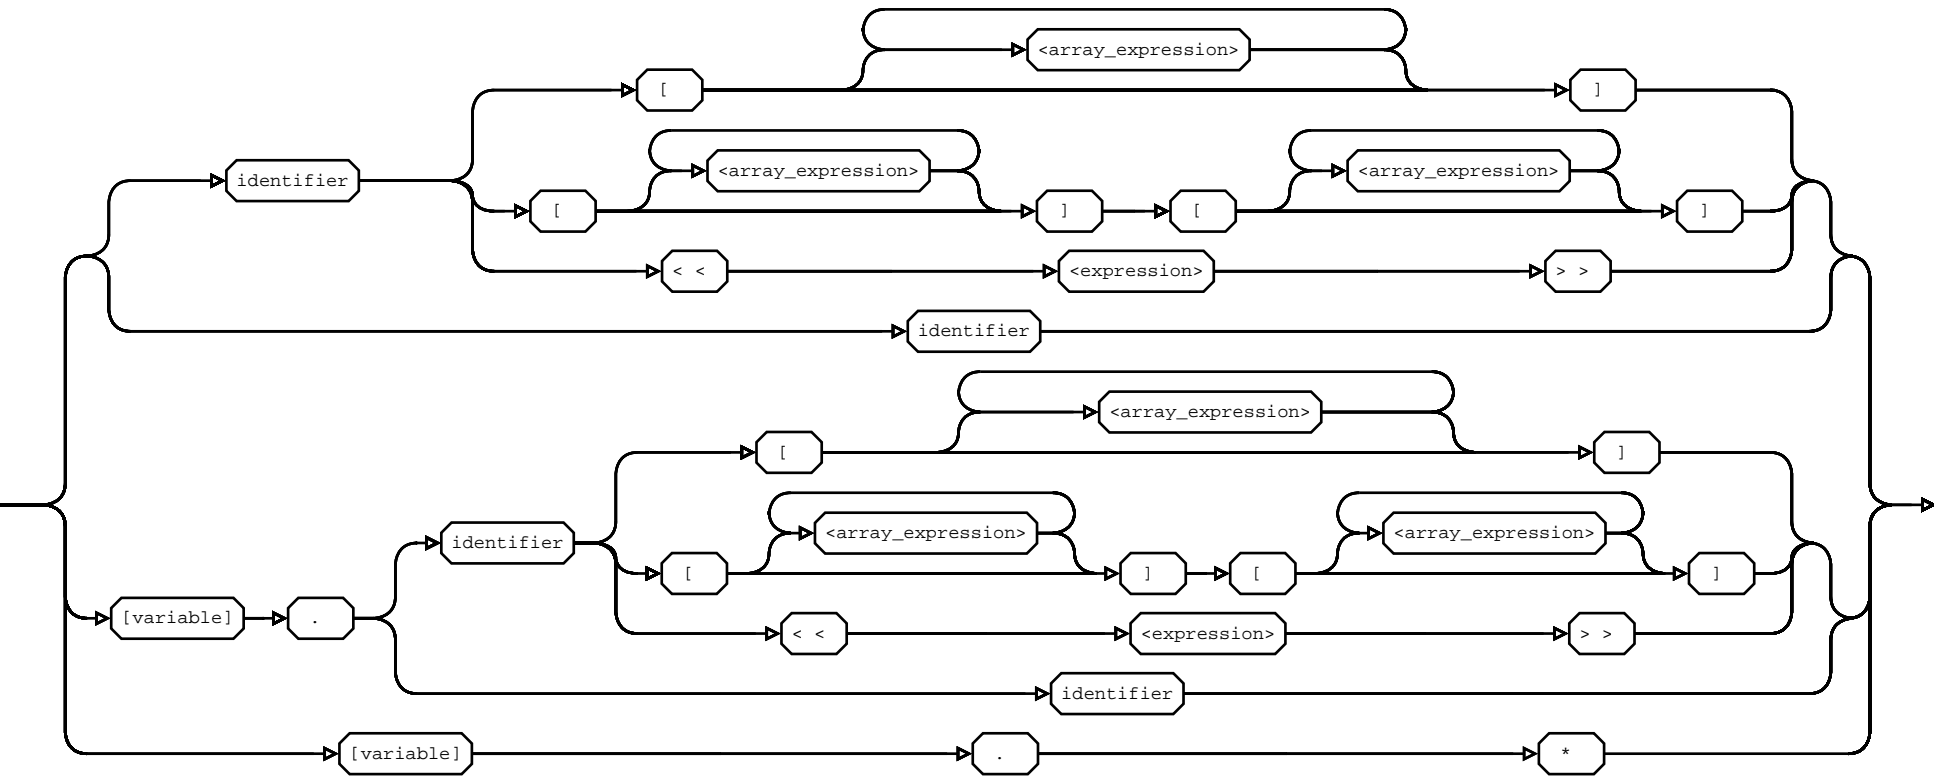 <array_expression>
[ ]
<array_expression> <array_expression>
identifier
[ ] [ ]
< < <expression> > >
identifier
<array_expression>
[ ]
<array_expression> <array_expression>
identifier
[ ] [ ]
[variable] .
< < <expression> > >
identifier
[variable] . *